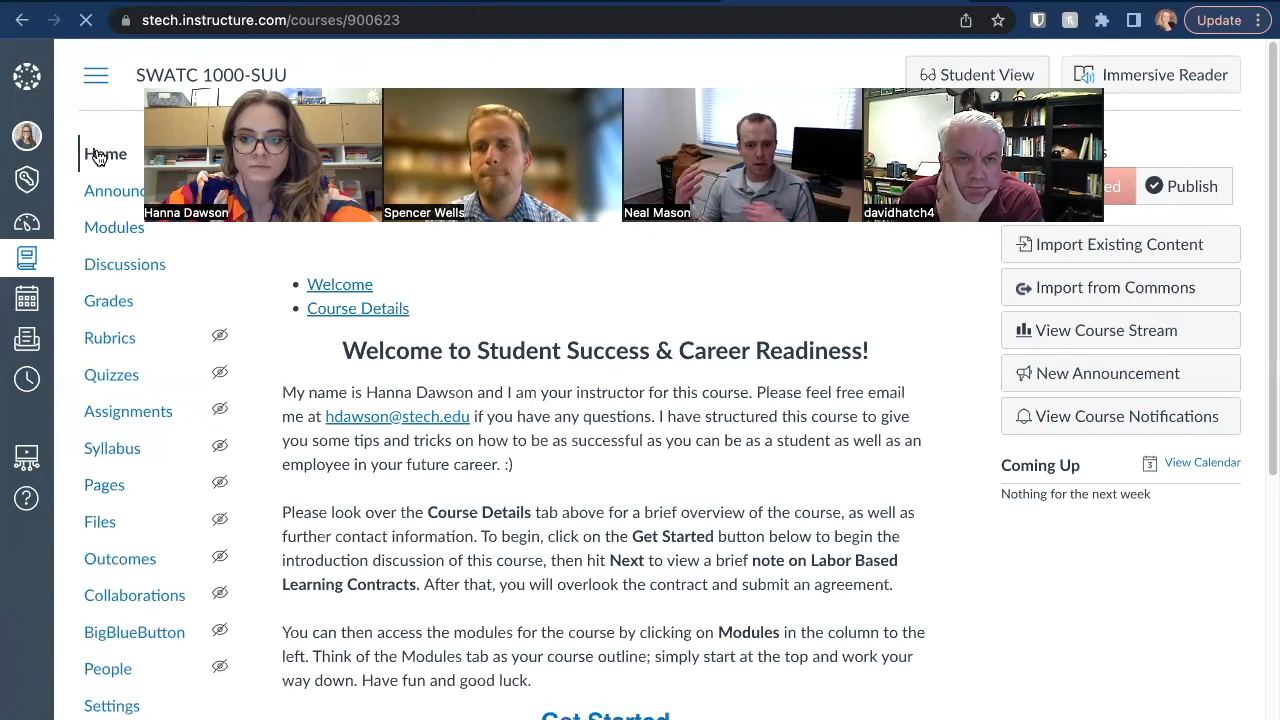 stech.instructure.com/courses/900623
Update
SWATC 1000-SUU
Student View
Immersive Reader
Home
Announc
Modules
Discussions
Grades
Rubrics
Quizzes
Assignments
Syllabus
Pages
Files
Outcomes
Collaborations
BigBlueButton
People
Settings
Hanna Dawson
Spencer Wells
Neal Mason
davidhatch4
Welcome
Course Details
Welcome to Student Success & Career Readiness!
My name is Hanna Dawson and I am your instructor for this course. Please feel free email
me at hdawson@stech.edu if you have any questions. I have structured this course to give
you some tips and tricks on how to be as successful as you can be as a student as well as an
employee in your future career. :)
Please look over the Course Details tab above for a brief overview of the course, as well as
further contact information. To begin, click on the Get Started button below to begin the
introduction discussion of this course, then hit Next to view a brief note on Labor Based
Learning Contracts. After that, you will overlook the contract and submit an agreement.
You can then access the modules for the course by clicking on Modules in the column to the
left. Think of the Modules tab as your course outline; simply start at the top and work your
way down. Have fun and good luck.
Get Started
s
ed
Publish
Import Existing Content
Import from Commons
View Course Stream
New Announcement
View Course Notifications
Coming Up
3
View Calendar
Nothing for the next week